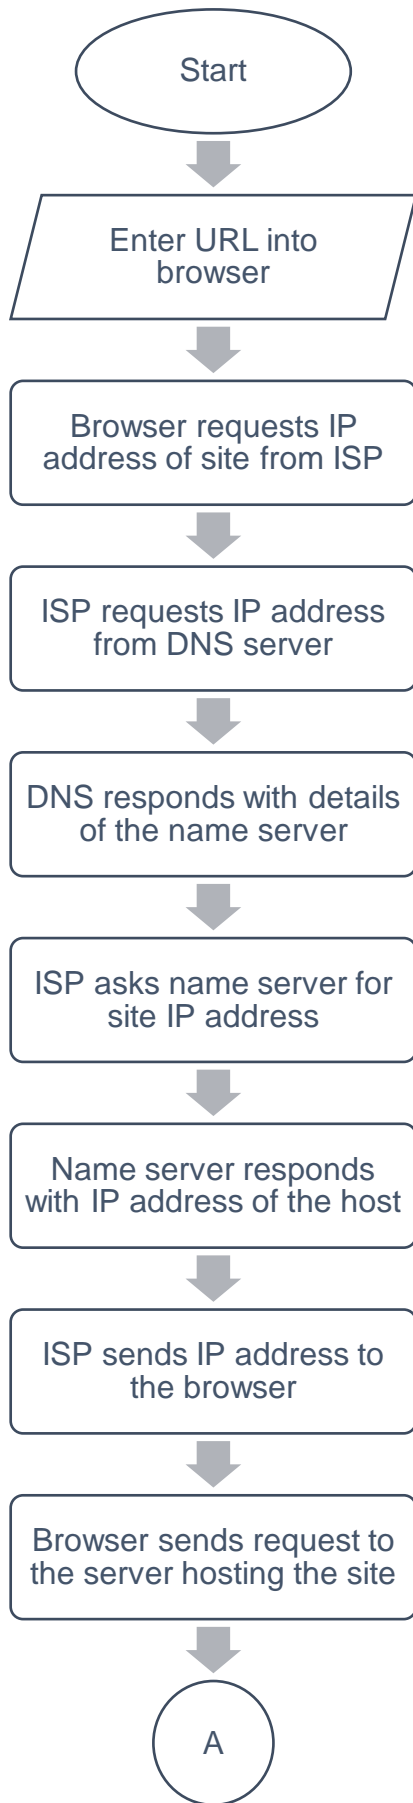 Start
Enter URL into
browser
Browser requests IP
address of site from ISP
ISP requests IP address
from DNS server
DNS responds with details
of the name server
ISP asks name server for
site IP address
Name server responds
with IP address of the host
ISP sends IP address to
the browser
Browser sends request to
the server hosting the site
A